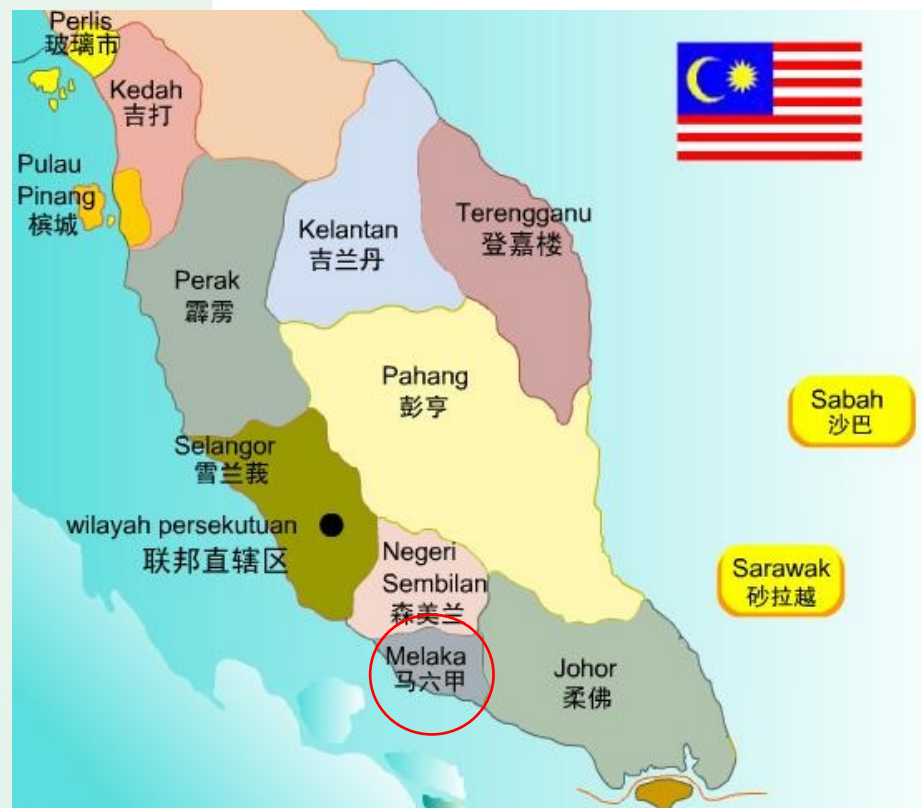 Perlis
玻璃市
Kedah
吉打
Pulau
Pinang
槟城
Kelantan
吉兰丹
Terengganu
登嘉楼
Perak
霹雳
Pahang
彭亨
Sabah
沙巴
Selangor
雪兰莪
wilayah persekutuan
联邦直辖区
Negeri
Sembilan
森美兰
Sarawak
砂拉越
Melaka
马六甲
Johor
柔佛